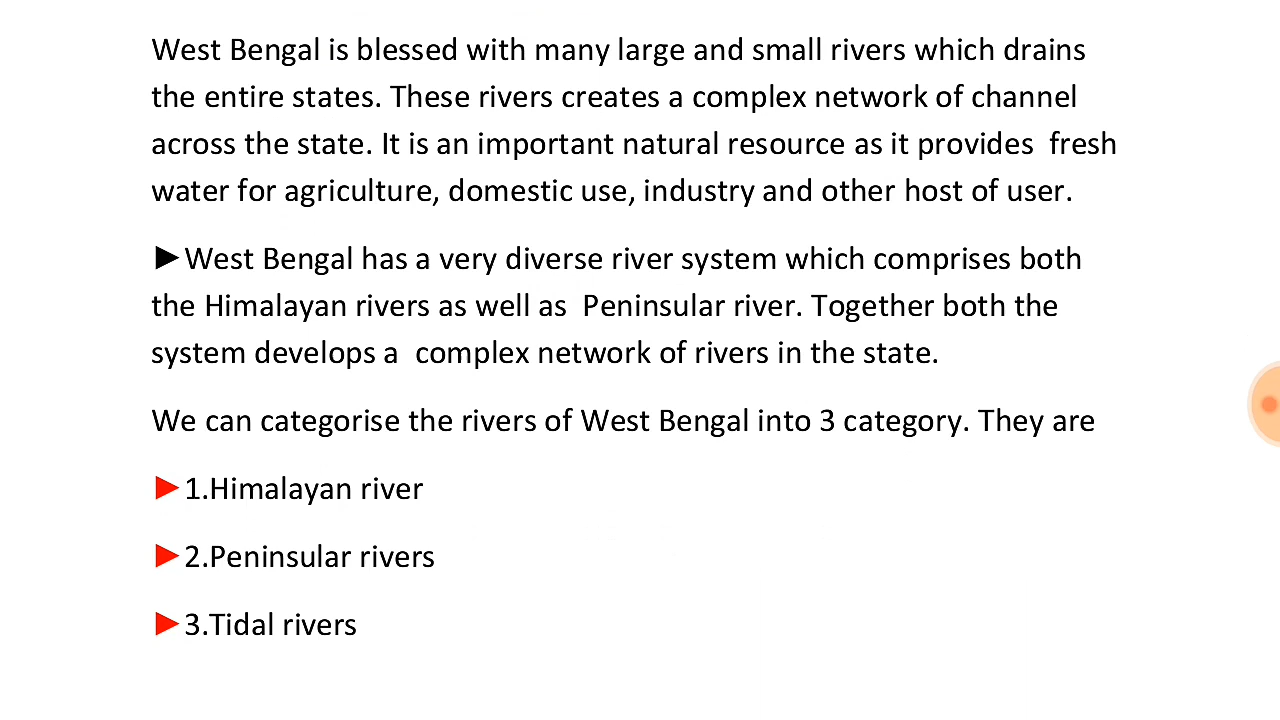 West Bengal is blessed with many large and small rivers which drains
the entire states. These rivers creates a complex network of channel
across the state. It is an important natural resource as it provides  fresh
water for agriculture, domestic use, industry and other host of user.
►West Bengal has a very diverse river system which comprises both
the Himalayan rivers as well as  Peninsular river. Together both the
system develops a  complex network of rivers in the state.
We can categorise the rivers of West Bengal into 3 category. They are
►1.Himalayan river
►2.Peninsular rivers
►3.Tidal rivers